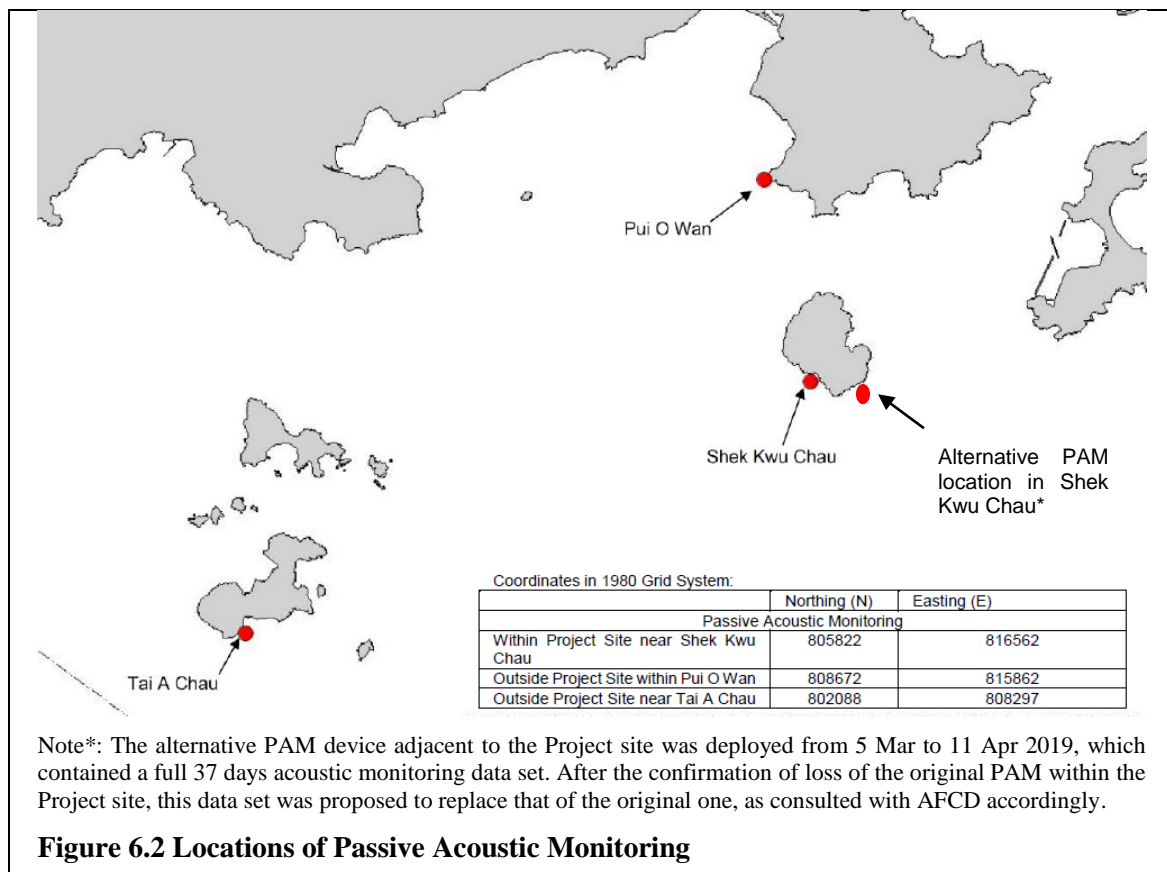 Pui O Wan
Shek Kwu Chau
Alternative PAM
location in Shek
Kwu Chau*
Tai A Chau
Coordinates in 1980 Grid System:
Northing (N) Easting (E)
Passive Acoustic Monitoring
Within Project Site near Shek Kwu Chau 805822 816562
Outside Project Site within Pui O Wan 808672 815862
Outside Project Site near Tai A Chau 802088 808297
Note*: The alternative PAM device adjacent to the Project site was deployed from 5 Mar to 11 Apr 2019, which
contained a full 37 days acoustic monitoring data set. After the confirmation of loss of the original PAM within the
Project site, this data set was proposed to replace that of the original one, as consulted with AFCD accordingly.
Figure 6.2 Locations of Passive Acoustic Monitoring